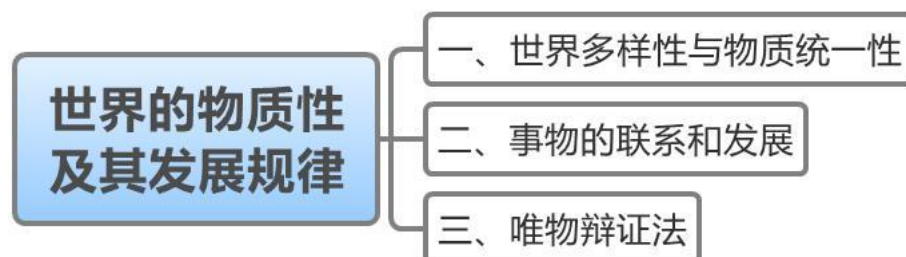 世界的物质性
及其发展规律
一、世界多样性与物质统一性
二、事物的联系和发展
三、唯物辩证法